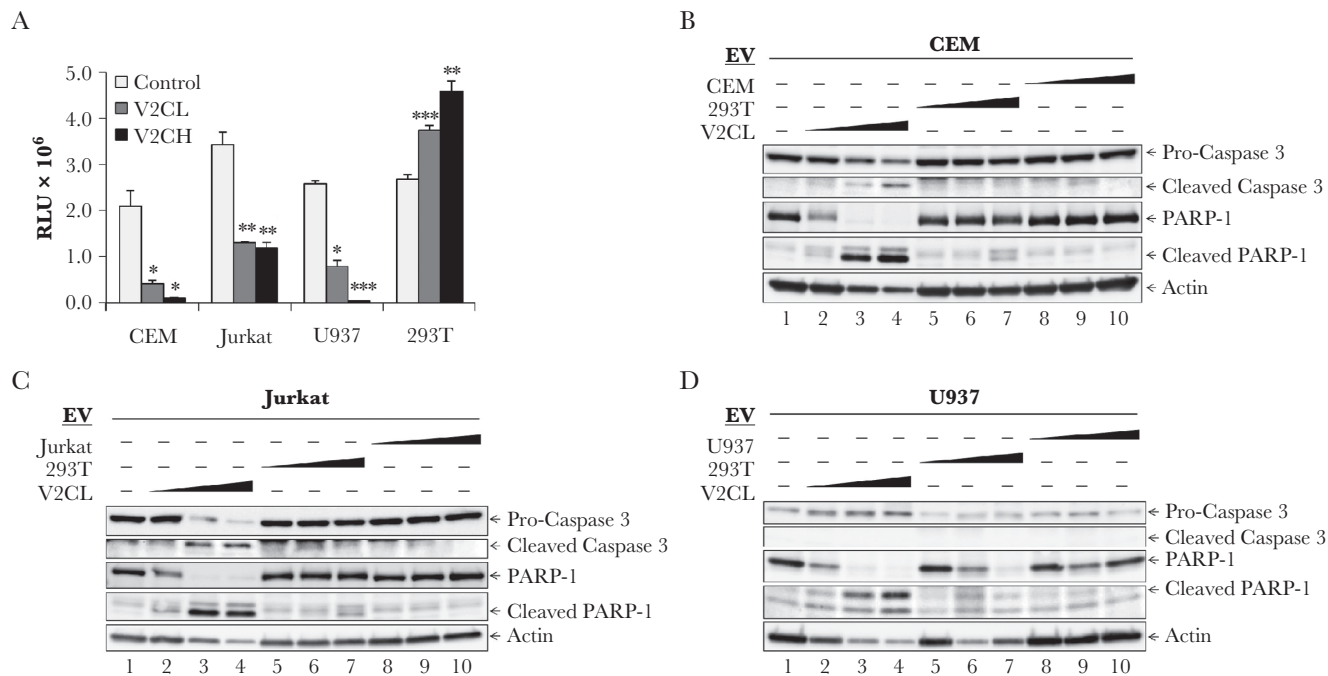 A
RLU × 10⁶
5.0
4.0
3.0
2.0
1.0
0.0
Control
V2CL
V2CH
* *
** **
* ***
*** **
CEM Jurkat U937 293T
B
CEM
EV
CEM – – – – – – –
293T – – – – – – –
V2CL – – – – – – –
Pro-Caspase 3
Cleaved Caspase 3
PARP-1
Cleaved PARP-1
Actin
1 2 3 4 5 6 7 8 9 10
C
Jurkat
EV
Jurkat – – – – – – –
293T – – – – – – –
V2CL – – – – – – –
Pro-Caspase 3
Cleaved Caspase 3
PARP-1
Cleaved PARP-1
Actin
1 2 3 4 5 6 7 8 9 10
D
U937
EV
U937 – – – – – – –
293T – – – – – – –
V2CL – – – – – – –
Pro-Caspase 3
Cleaved Caspase 3
PARP-1
Cleaved PARP-1
Actin
1 2 3 4 5 6 7 8 9 10